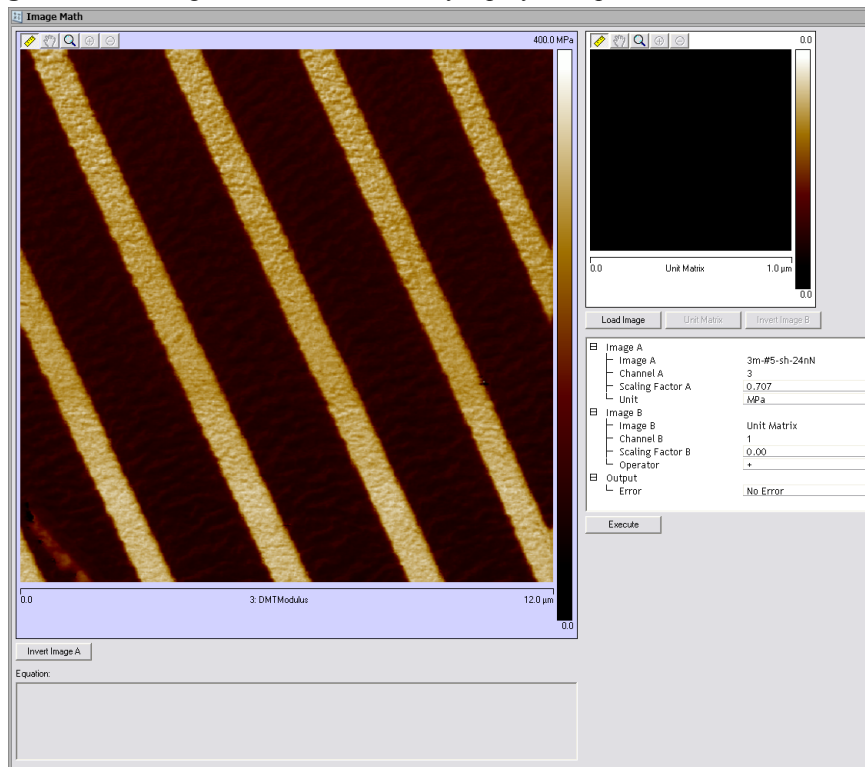 Image Math
400.0 MPa
0.0 3: DMTModulus 12.0 µm
0.0
Invert Image A
Equation:
0.0
0.0 Unit Matrix 1.0 µm
0.0
Load Image Unit Matrix Invert Image B
Image A
Image A 3m-#5-sh-24nN
Channel A 3
Scaling Factor A 0.707
Unit MPa
Image B
Image B Unit Matrix
Channel B 1
Scaling Factor B 0.00
Operator +
Output
Error No Error
Execute